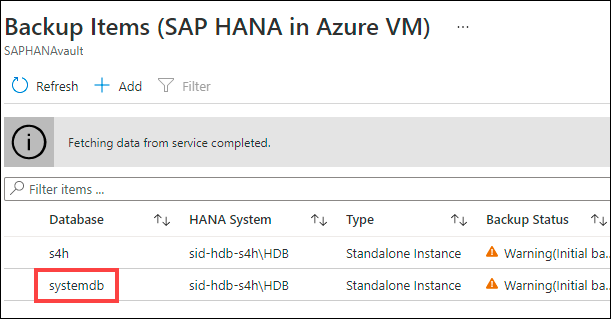 Backup Items (SAP HANA in Azure VM) ...
SAPHANAvault
Refresh Add Filter
Fetching data from service completed.
Filter items ...
Database HANA System Type Backup Status
s4h sid-hdb-s4h\HDB Standalone Instance Warning(Initial ba..
systemdb sid-hdb-s4h\HDB Standalone Instance Warning(Initial ba..